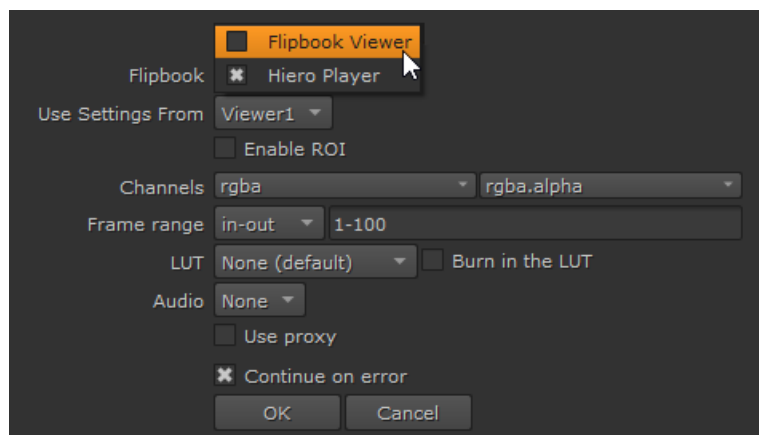 Flipbook Viewer
Flipbook Hiero Player
Use Settings From Viewer1
Enable ROI
Channels rgba rgba.alpha
Frame range in-out 1-100
LUT None (default) Burn in the LUT
Audio None
Use proxy
Continue on error
OK Cancel